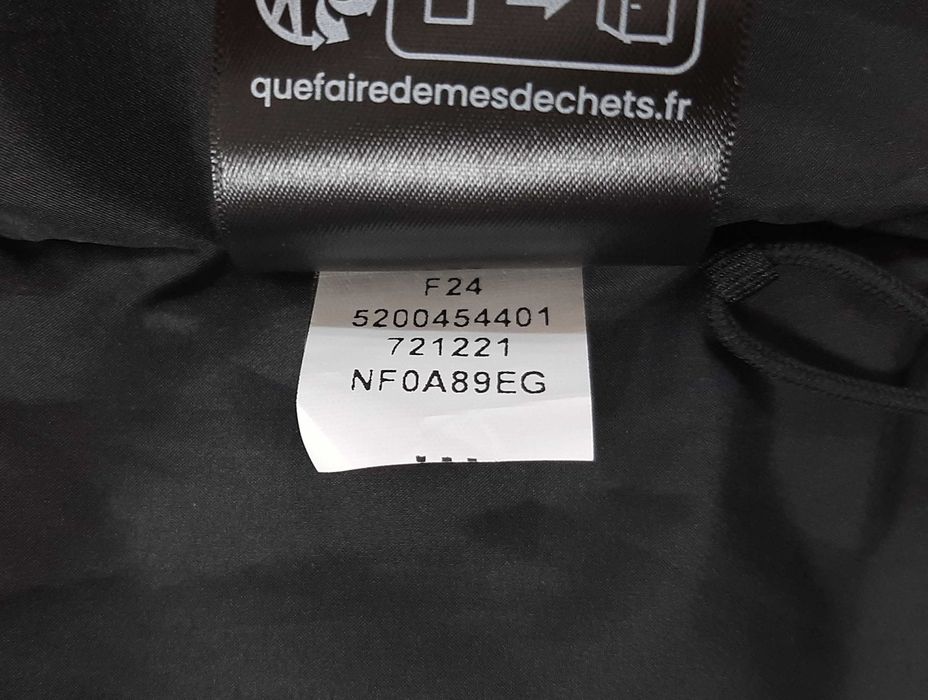 quefairedemesdechets.fr
F24
5200454401
721221
NF0A89EG